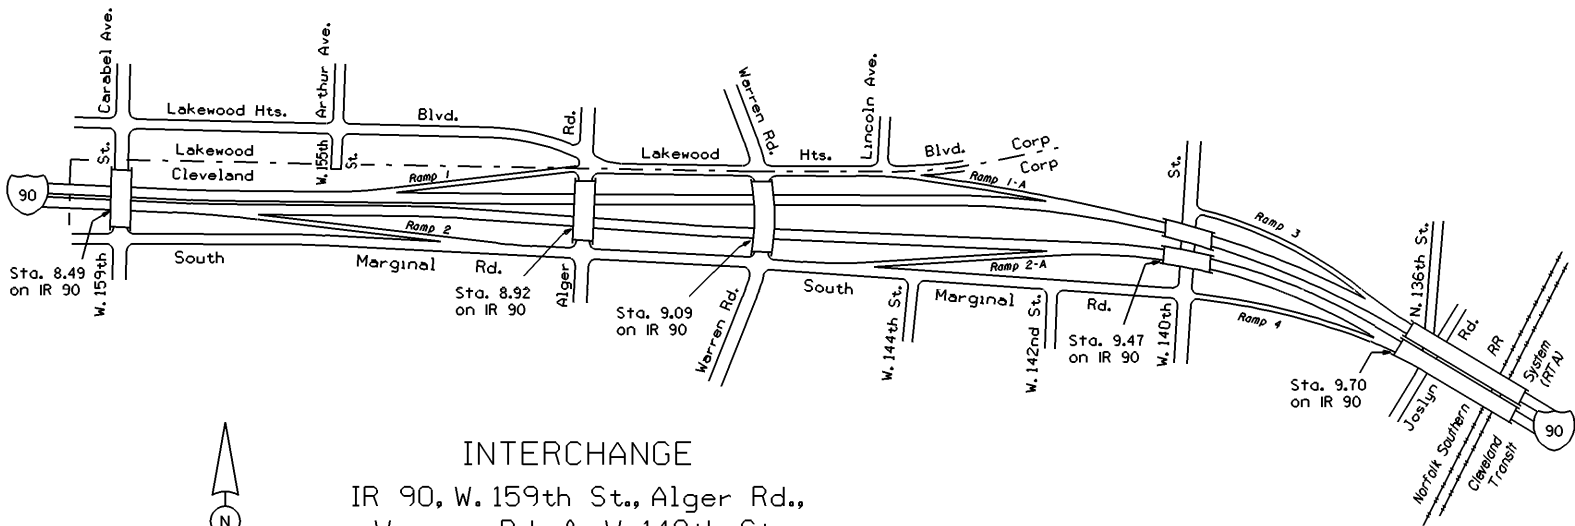 Carabel Ave.
Arthur Ave.
Warren Rd.
Lincoln Ave.
Lakewood Hts. Blvd.
Rd.
St.
Lakewood
Cleveland
W. 155th St.
Lakewood Hts. Blvd.
Corp
Corp
St.
90
Ramp 1
Ramp 1-A
Ramp 3
Ramp 2
Ramp 2-A
Ramp 4
N. 136th St.
South Marginal Rd.
South Marginal Rd.
Sta. 8.49
on IR 90
W. 159th
Sta. 8.92
on IR 90
Alger
Sta. 9.09
on IR 90
Warren Rd.
W. 144th St.
W. 142nd St.
Sta. 9.47
on IR 90
W. 140th
Sta. 9.70
on IR 90
Rd.
RR
System
(RTA)
Joslyn
Norfolk Southern
Cleveland
Transit
90
INTERCHANGE
IR 90, W. 159th St., Alger Rd.,
N